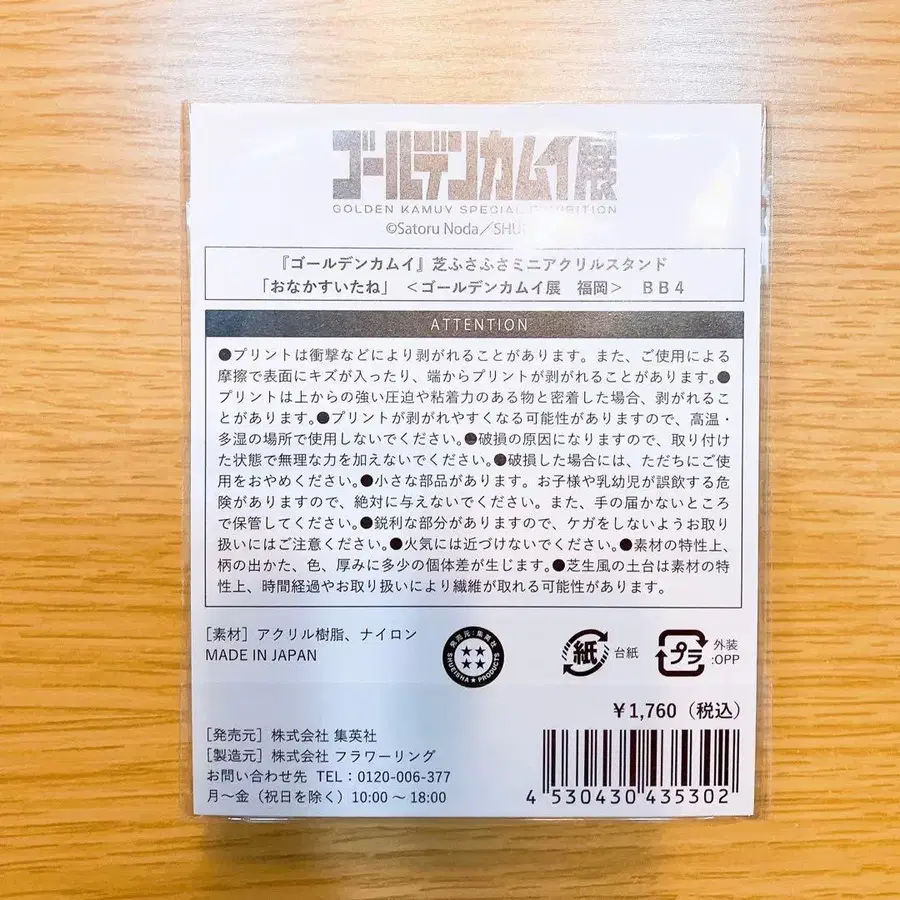 ゴールデンカムイ展
GOLDEN KAMUY SPECIAL EXHIBITION
©Satoru Noda／SHU
『ゴールデンカムイ』芝ふさふさミニアクリルスタンド
「おなかすいたね」 ＜ゴールデンカムイ展　福岡＞　ＢＢ４
ATTENTION
●プリントは衝撃などにより剥がれることがあります。また、ご使用による
摩擦で表面にキズが入ったり、端からプリントが剥がれることがあります。●
プリントは上からの強い圧迫や粘着力のある物と密着した場合、剥がれるこ
とがあります。●プリントが剥がれやすくなる可能性がありますので、高温・
多湿の場所で使用しないでください。●破損の原因になりますので、取り付け
た状態で無理な力を加えないでください。●破損した場合には、ただちにご使
用をおやめください。●小さな部品があります。お子様や乳幼児が誤飲する危
険がありますので、絶対に与えないでください。また、手の届かないところ
で保管してください。●鋭利な部分がありますので、ケガをしないようお取り
扱いにはご注意ください。●火気には近づけないでください。●素材の特性上、
柄の出かた、色、厚みに多少の個体差が生じます。●芝生風の土台は素材の特
性上、時間経過やお取り扱いにより繊維が取れる可能性があります。
［素材］アクリル樹脂、ナイロン
MADE IN JAPAN
発売元：集英社
SHUEISHA★PRODUCTS
紙 台紙
プラ 外装
:OPP
￥1,760（税込）
［発売元］株式会社 集英社
［製造元］株式会社 フラワーリング
お問い合わせ先 TEL：0120-006-377
月～金（祝日を除く）10:00～18:00
4 530430 435302